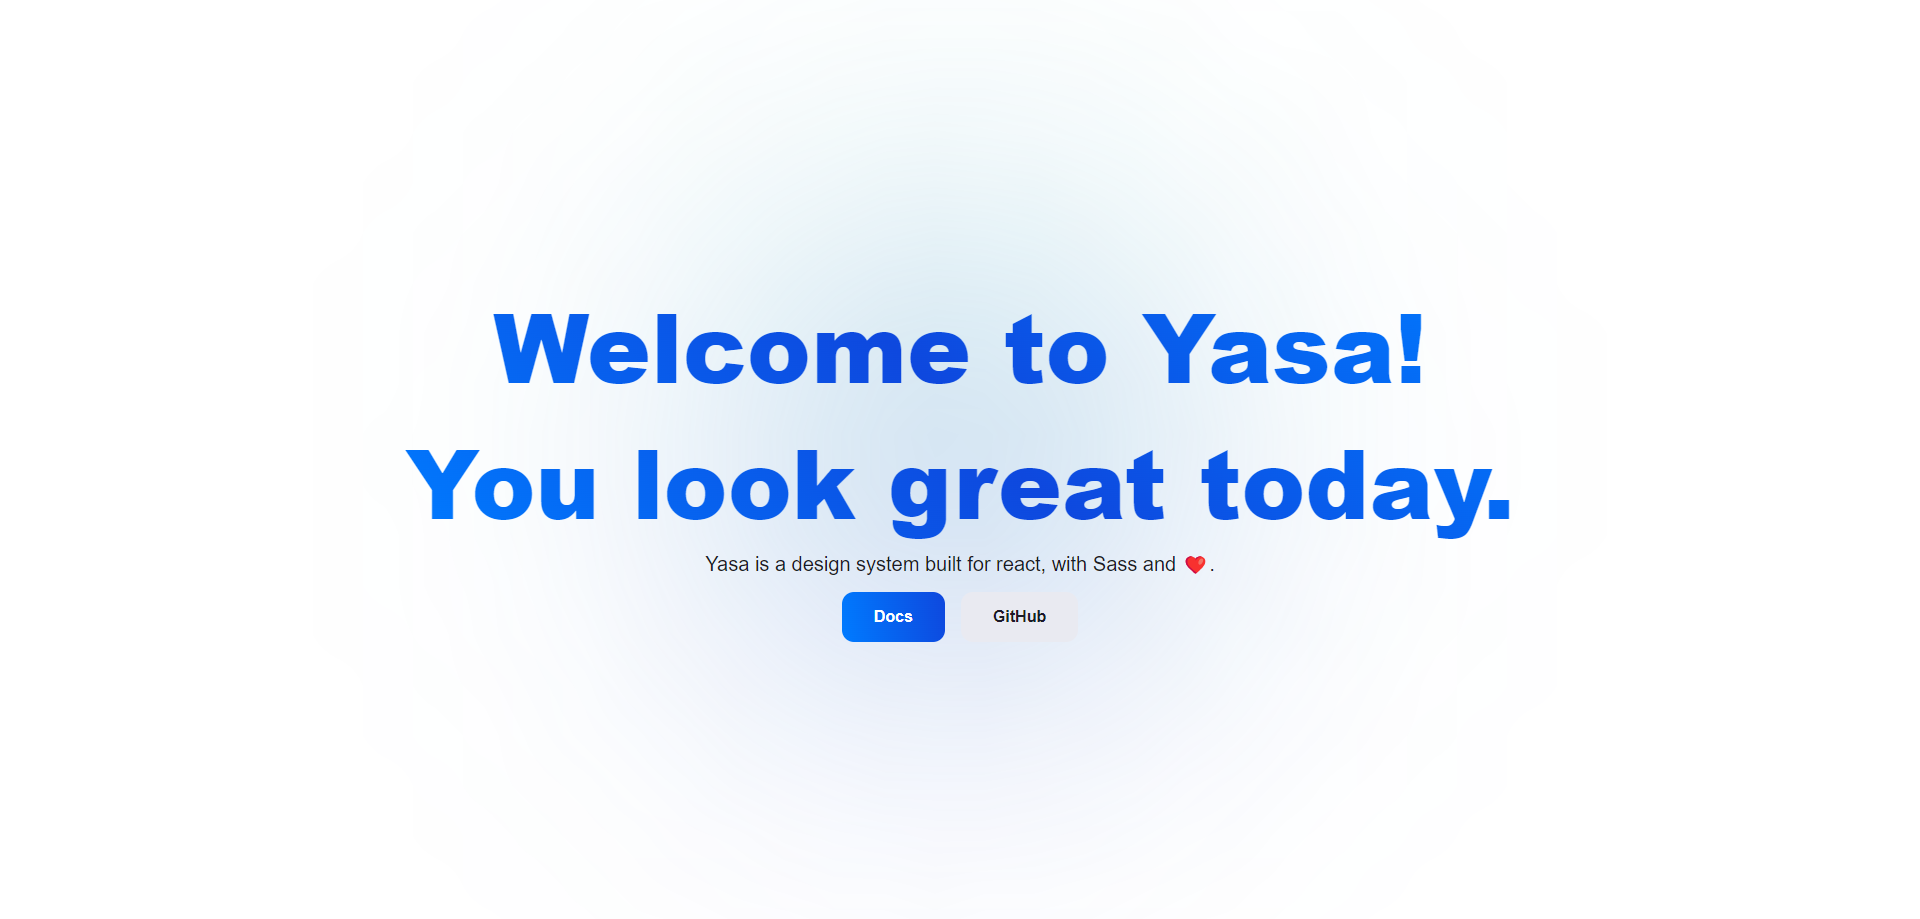 Welcome to Yasa!
You look great today.
Yasa is a design system built for react, with Sass and ❤️.
Docs
GitHub